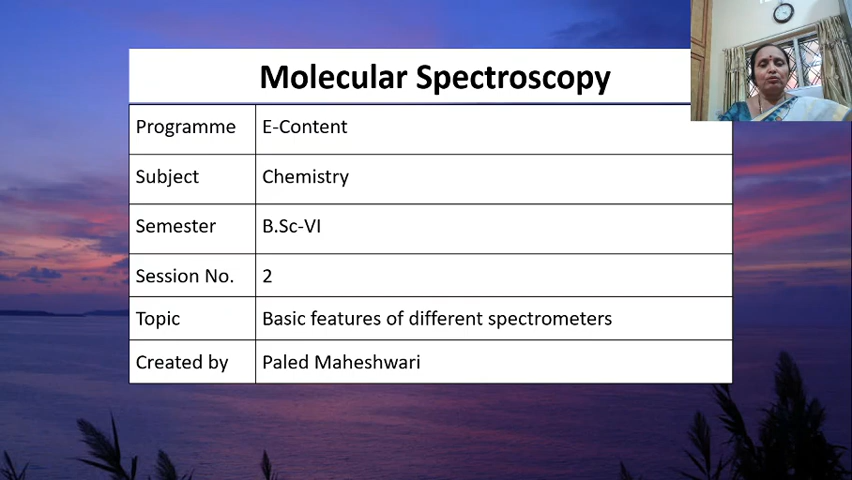 Molecular Spectroscopy
Programme E-Content
Subject Chemistry
Semester B.Sc-VI
Session No. 2
Topic Basic features of different spectrometers
Created by Paled Maheshwari